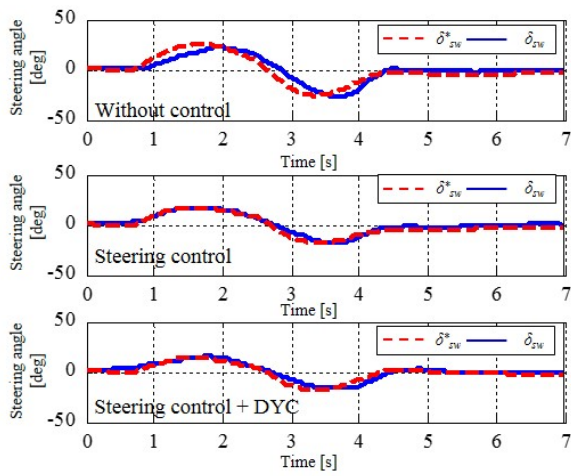 50
0
-50
Steering angle
[deg]
δ*sw δsw
Without control
0 1 2 3 4 5 6 7
Time [s]
50
0
-50
Steering angle
[deg]
δ*sw δsw
Steering control
0 1 2 3 4 5 6 7
Time [s]
50
0
-50
Steering angle
[deg]
δ*sw δsw
Steering control + DYC
0 1 2 3 4 5 6 7
Time [s]